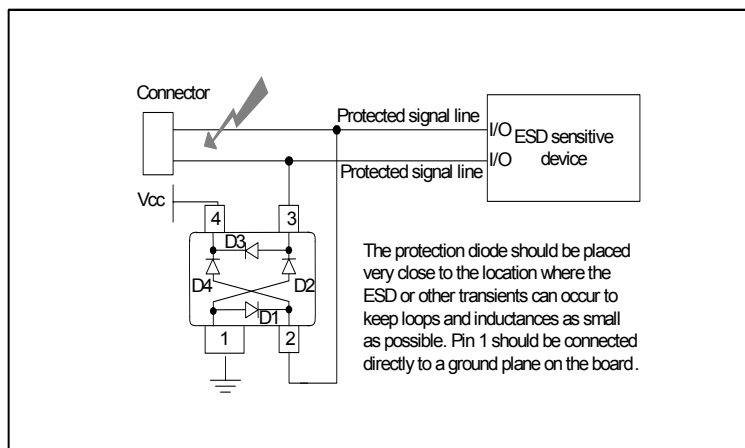 Connector
Protected signal line
I/O
ESD sensitive
device
I/O
Protected signal line
Vcc
4
3
D3
D4
D2
D1
1
2
The protection diode should be placed
very close to the location where the
ESD or other transients can occur to
keep loops and inductances as small
as possible. Pin 1 should be connected
directly to a ground plane on the board.